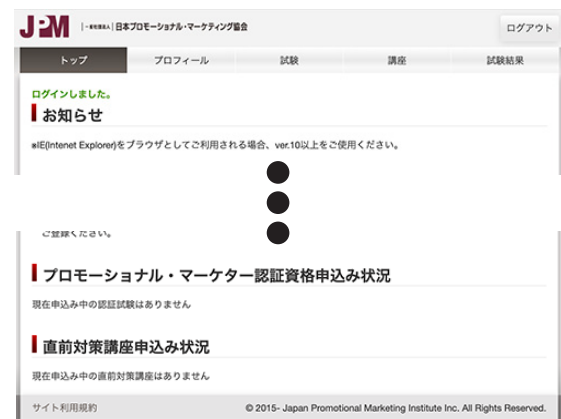 JPM 一般社団法人 日本プロモーショナル・マーケティング協会
ログアウト
トップ プロフィール 試験 講座 試験結果
ログインしました。
お知らせ
※IE(Intenet Explorer)をブラウザとしてご利用される場合、ver.10以上をご使用ください。
ご登録ください。
プロモーショナル・マーケター認証資格申込み状況
現在申込み中の認証試験はありません
直前対策講座申込み状況
現在申込み中の直前対策講座はありません
サイト利用規約 © 2015- Japan Promotional Marketing Institute Inc. All Rights Reserved.